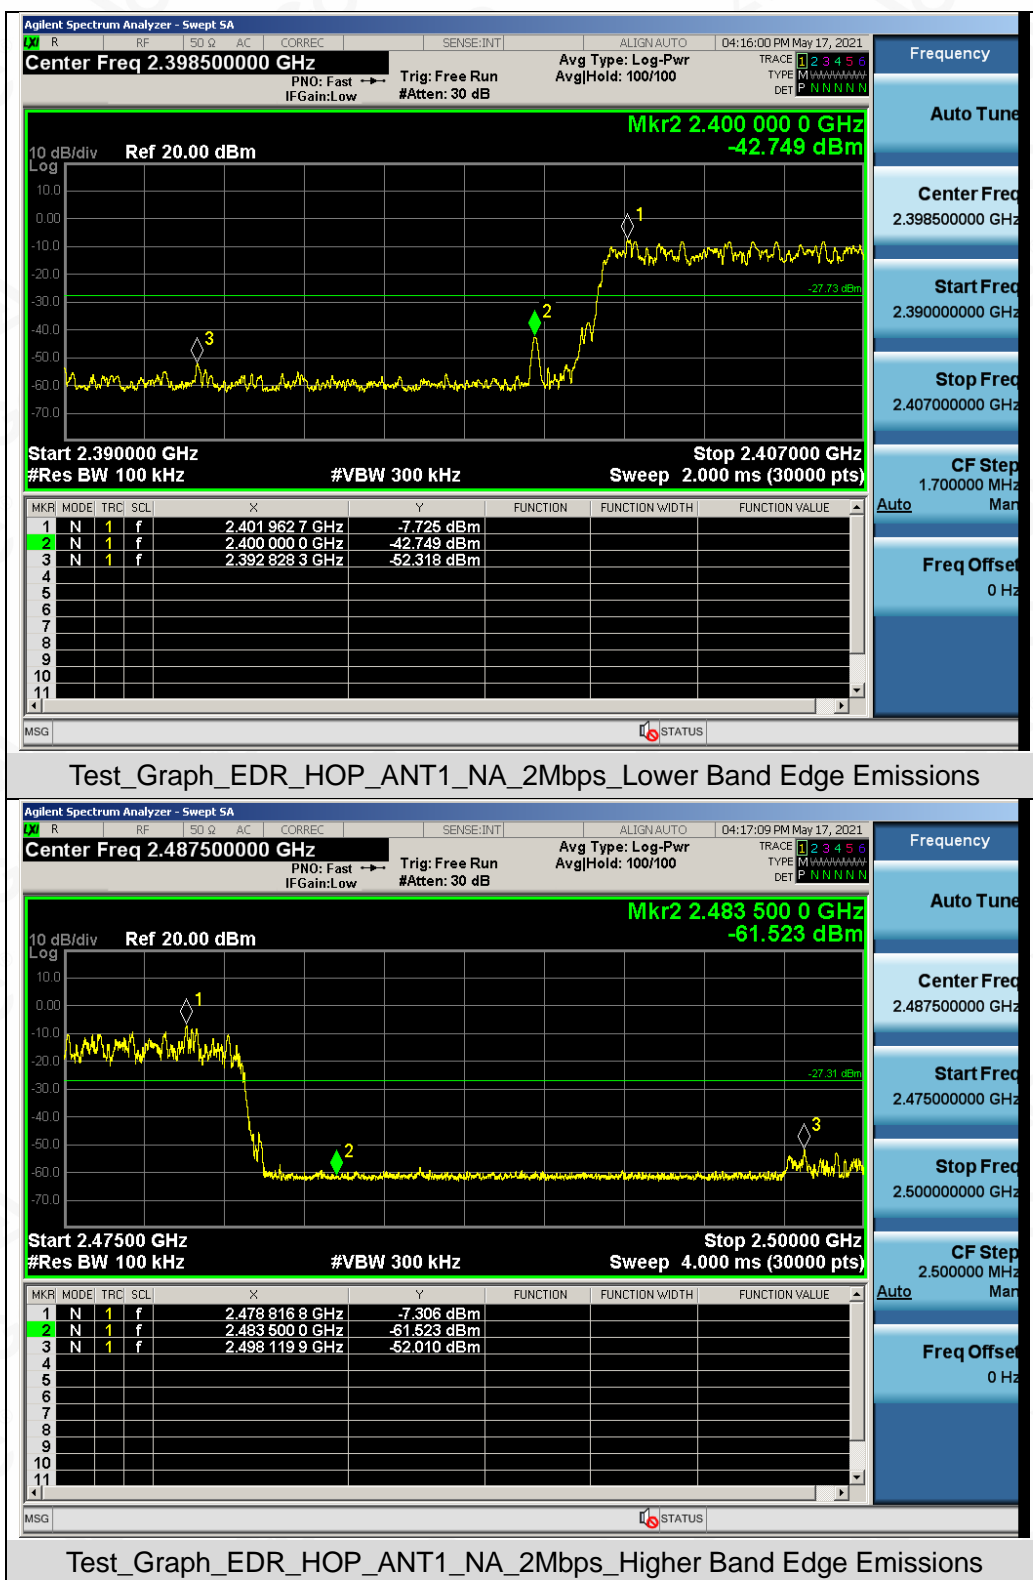 Agilent Spectrum Analyzer - Swept SA
LXI R RF 50 Ω AC CORREC SENSE:INT ALIGNAUTO 04:16:00 PM May 17, 2021
Center Freq 2.398500000 GHz
PNO: Fast
IFGain:Low
Trig: Free Run
#Atten: 30 dB
Avg Type: Log-Pwr
Avg|Hold: 100/100
TRACE 1 2 3 4 5 6
TYPE M WWWWW
DET P N N N N N
Frequency
Auto Tune
Center Freq
2.398500000 GHz
Start Freq
2.390000000 GHz
Stop Freq
2.407000000 GHz
CF Step
1.700000 MHz
Auto Man
Freq Offset
0 Hz
Mkr2 2.400 000 0 GHz
-42.749 dBm
10 dB/div Ref 20.00 dBm
Log
10.0
0.00
-10.0
-20.0
-30.0
-40.0
-50.0
-60.0
-70.0
1
2
3
-27.73 dBm
Start 2.390000 GHz Stop 2.407000 GHz
#Res BW 100 kHz #VBW 300 kHz Sweep 2.000 ms (30000 pts)
MKR MODE TRC SCL X Y FUNCTION FUNCTION WIDTH FUNCTION VALUE
1 N 1 f 2.401 962 7 GHz -7.725 dBm
2 N 1 f 2.400 000 0 GHz -42.749 dBm
3 N 1 f 2.392 828 3 GHz -52.318 dBm
4
5
6
7
8
9
10
11
MSG STATUS
Test_Graph_EDR_HOP_ANT1_NA_2Mbps_Lower Band Edge Emissions
Agilent Spectrum Analyzer - Swept SA
LXI R RF 50 Ω AC CORREC SENSE:INT ALIGNAUTO 04:17:09 PM May 17, 2021
Center Freq 2.487500000 GHz
PNO: Fast
IFGain:Low
Trig: Free Run
#Atten: 30 dB
Avg Type: Log-Pwr
Avg|Hold: 100/100
TRACE 1 2 3 4 5 6
TYPE M WWWWW
DET P N N N N N
Frequency
Auto Tune
Center Freq
2.487500000 GHz
Start Freq
2.475000000 GHz
Stop Freq
2.500000000 GHz
CF Step
2.500000 MHz
Auto Man
Freq Offset
0 Hz
Mkr2 2.483 500 0 GHz
-61.523 dBm
10 dB/div Ref 20.00 dBm
Log
10.0
0.00
-10.0
-20.0
-30.0
-40.0
-50.0
-60.0
-70.0
1
2
3
-27.31 dBm
Start 2.47500 GHz Stop 2.50000 GHz
#Res BW 100 kHz #VBW 300 kHz Sweep 4.000 ms (30000 pts)
MKR MODE TRC SCL X Y FUNCTION FUNCTION WIDTH FUNCTION VALUE
1 N 1 f 2.478 816 8 GHz -7.306 dBm
2 N 1 f 2.483 500 0 GHz -61.523 dBm
3 N 1 f 2.498 119 9 GHz -52.010 dBm
4
5
6
7
8
9
10
11
MSG STATUS
Test_Graph_EDR_HOP_ANT1_NA_2Mbps_Higher Band Edge Emissions